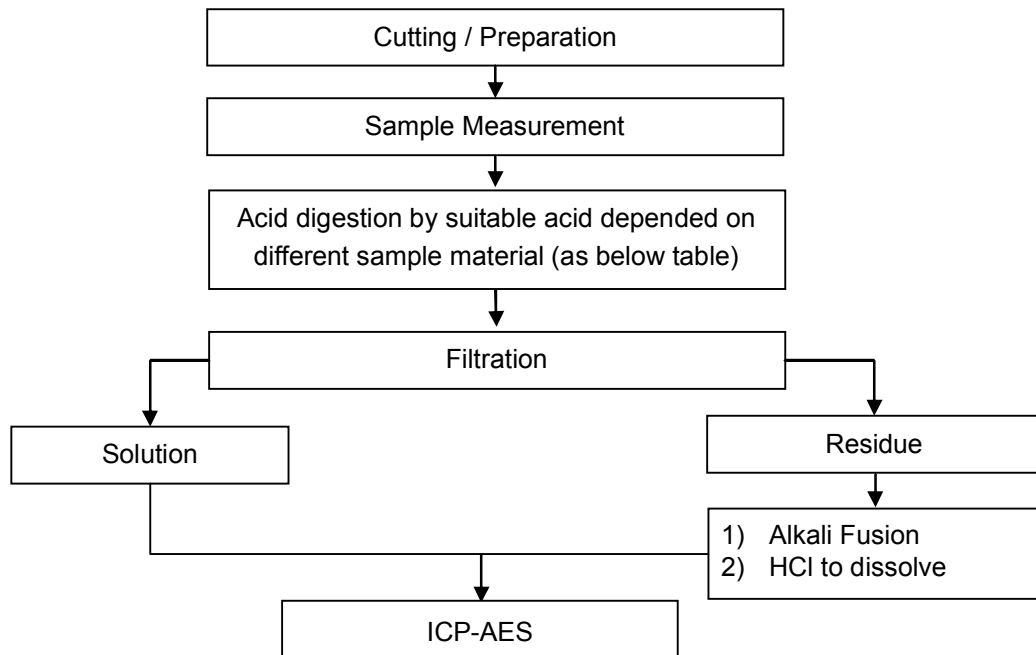 Cutting / Preparation
Sample Measurement
Acid digestion by suitable acid depended on
different sample material (as below table)
Filtration
Solution
Residue
1) Alkali Fusion
2) HCl to dissolve
ICP-AES